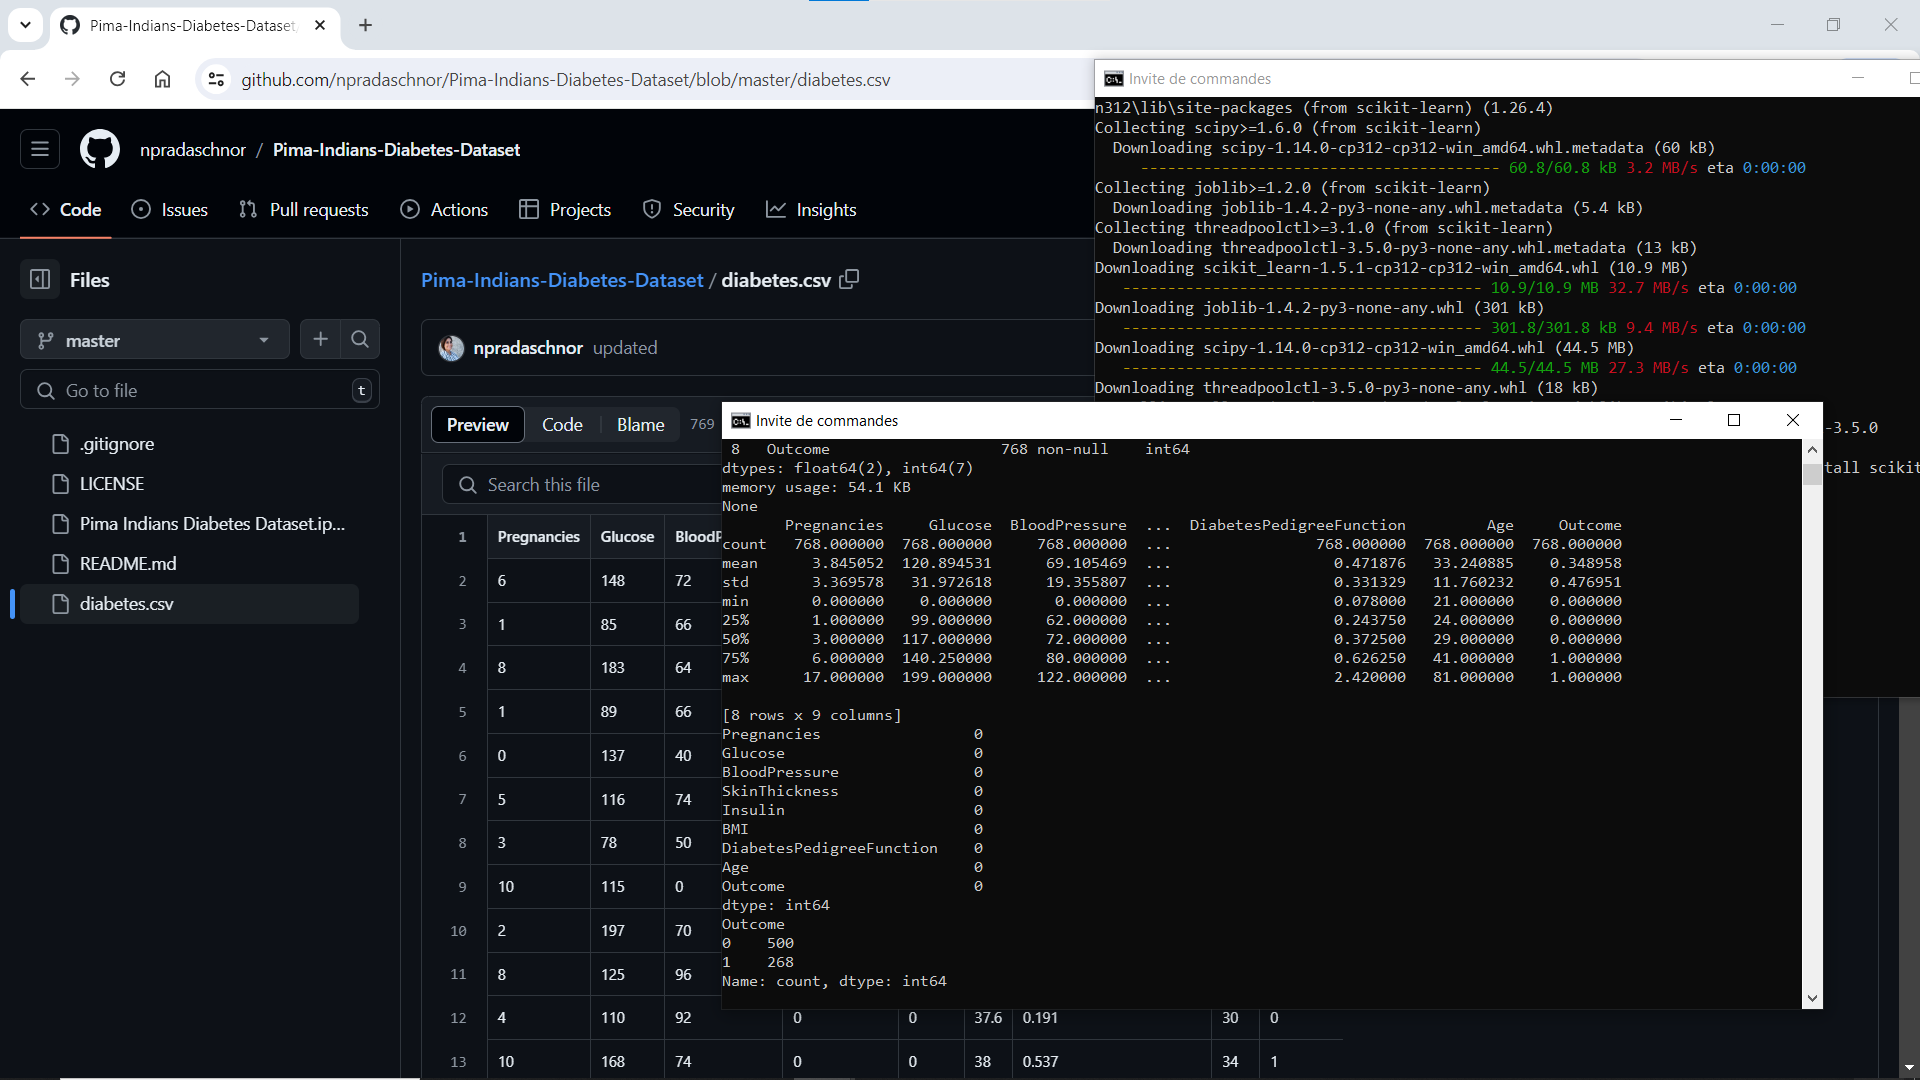 Pima-Indians-Diabetes-Dataset
github.com/npradaschnor/Pima-Indians-Diabetes-Dataset/blob/master/diabetes.csv
npradaschnor / Pima-Indians-Diabetes-Dataset
Code Issues Pull requests Actions Projects Security Insights
Files
master
Go to file t
.gitignore
LICENSE
Pima Indians Diabetes Dataset.ip...
README.md
diabetes.csv
Pima-Indians-Diabetes-Dataset / diabetes.csv
npradaschnor updated
Preview Code Blame 769
Search this file
1 Pregnancies Glucose BloodP
2 6 148 72
3 1 85 66
4 8 183 64
5 1 89 66
6 0 137 40
7 5 116 74
8 3 78 50
9 10 115 0
10 2 197 70
11 8 125 96
12 4 110 92 0 0 37.6 0.191 30 0
13 10 168 74 0 0 38 0.537 34 1
Invite de commandes
n312\lib\site-packages (from scikit-learn) (1.26.4)
Collecting scipy>=1.6.0 (from scikit-learn)
Downloading scipy-1.14.0-cp312-cp312-win_amd64.whl.metadata (60 kB)
---------------------------------------- 60.8/60.8 kB 3.2 MB/s eta 0:00:00
Collecting joblib>=1.2.0 (from scikit-learn)
Downloading joblib-1.4.2-py3-none-any.whl.metadata (5.4 kB)
Collecting threadpoolctl>=3.1.0 (from scikit-learn)
Downloading threadpoolctl-3.5.0-py3-none-any.whl.metadata (13 kB)
Downloading scikit_learn-1.5.1-cp312-cp312-win_amd64.whl (10.9 MB)
---------------------------------------- 10.9/10.9 MB 32.7 MB/s eta 0:00:00
Downloading joblib-1.4.2-py3-none-any.whl (301 kB)
---------------------------------------- 301.8/301.8 kB 9.4 MB/s eta 0:00:00
Downloading scipy-1.14.0-cp312-cp312-win_amd64.whl (44.5 MB)
---------------------------------------- 44.5/44.5 MB 27.3 MB/s eta 0:00:00
Downloading threadpoolctl-3.5.0-py3-none-any.whl (18 kB)
-3.5.0
tall scikit
Invite de commandes
8 Outcome 768 non-null int64
dtypes: float64(2), int64(7)
memory usage: 54.1 KB
None
Pregnancies Glucose BloodPressure ... DiabetesPedigreeFunction Age Outcome
count 768.000000 768.000000 768.000000 ... 768.000000 768.000000 768.000000
mean 3.845052 120.894531 69.105469 ... 0.471876 33.240885 0.348958
std 3.369578 31.972618 19.355807 ... 0.331329 11.760232 0.476951
min 0.000000 0.000000 0.000000 ... 0.078000 21.000000 0.000000
25% 1.000000 99.000000 62.000000 ... 0.243750 24.000000 0.000000
50% 3.000000 117.000000 72.000000 ... 0.372500 29.000000 0.000000
75% 6.000000 140.250000 80.000000 ... 0.626250 41.000000 1.000000
max 17.000000 199.000000 122.000000 ... 2.420000 81.000000 1.000000
[8 rows x 9 columns]
Pregnancies 0
Glucose 0
BloodPressure 0
SkinThickness 0
Insulin 0
BMI 0
DiabetesPedigreeFunction 0
Age 0
Outcome 0
dtype: int64
Outcome
0 500
1 268
Name: count, dtype: int64